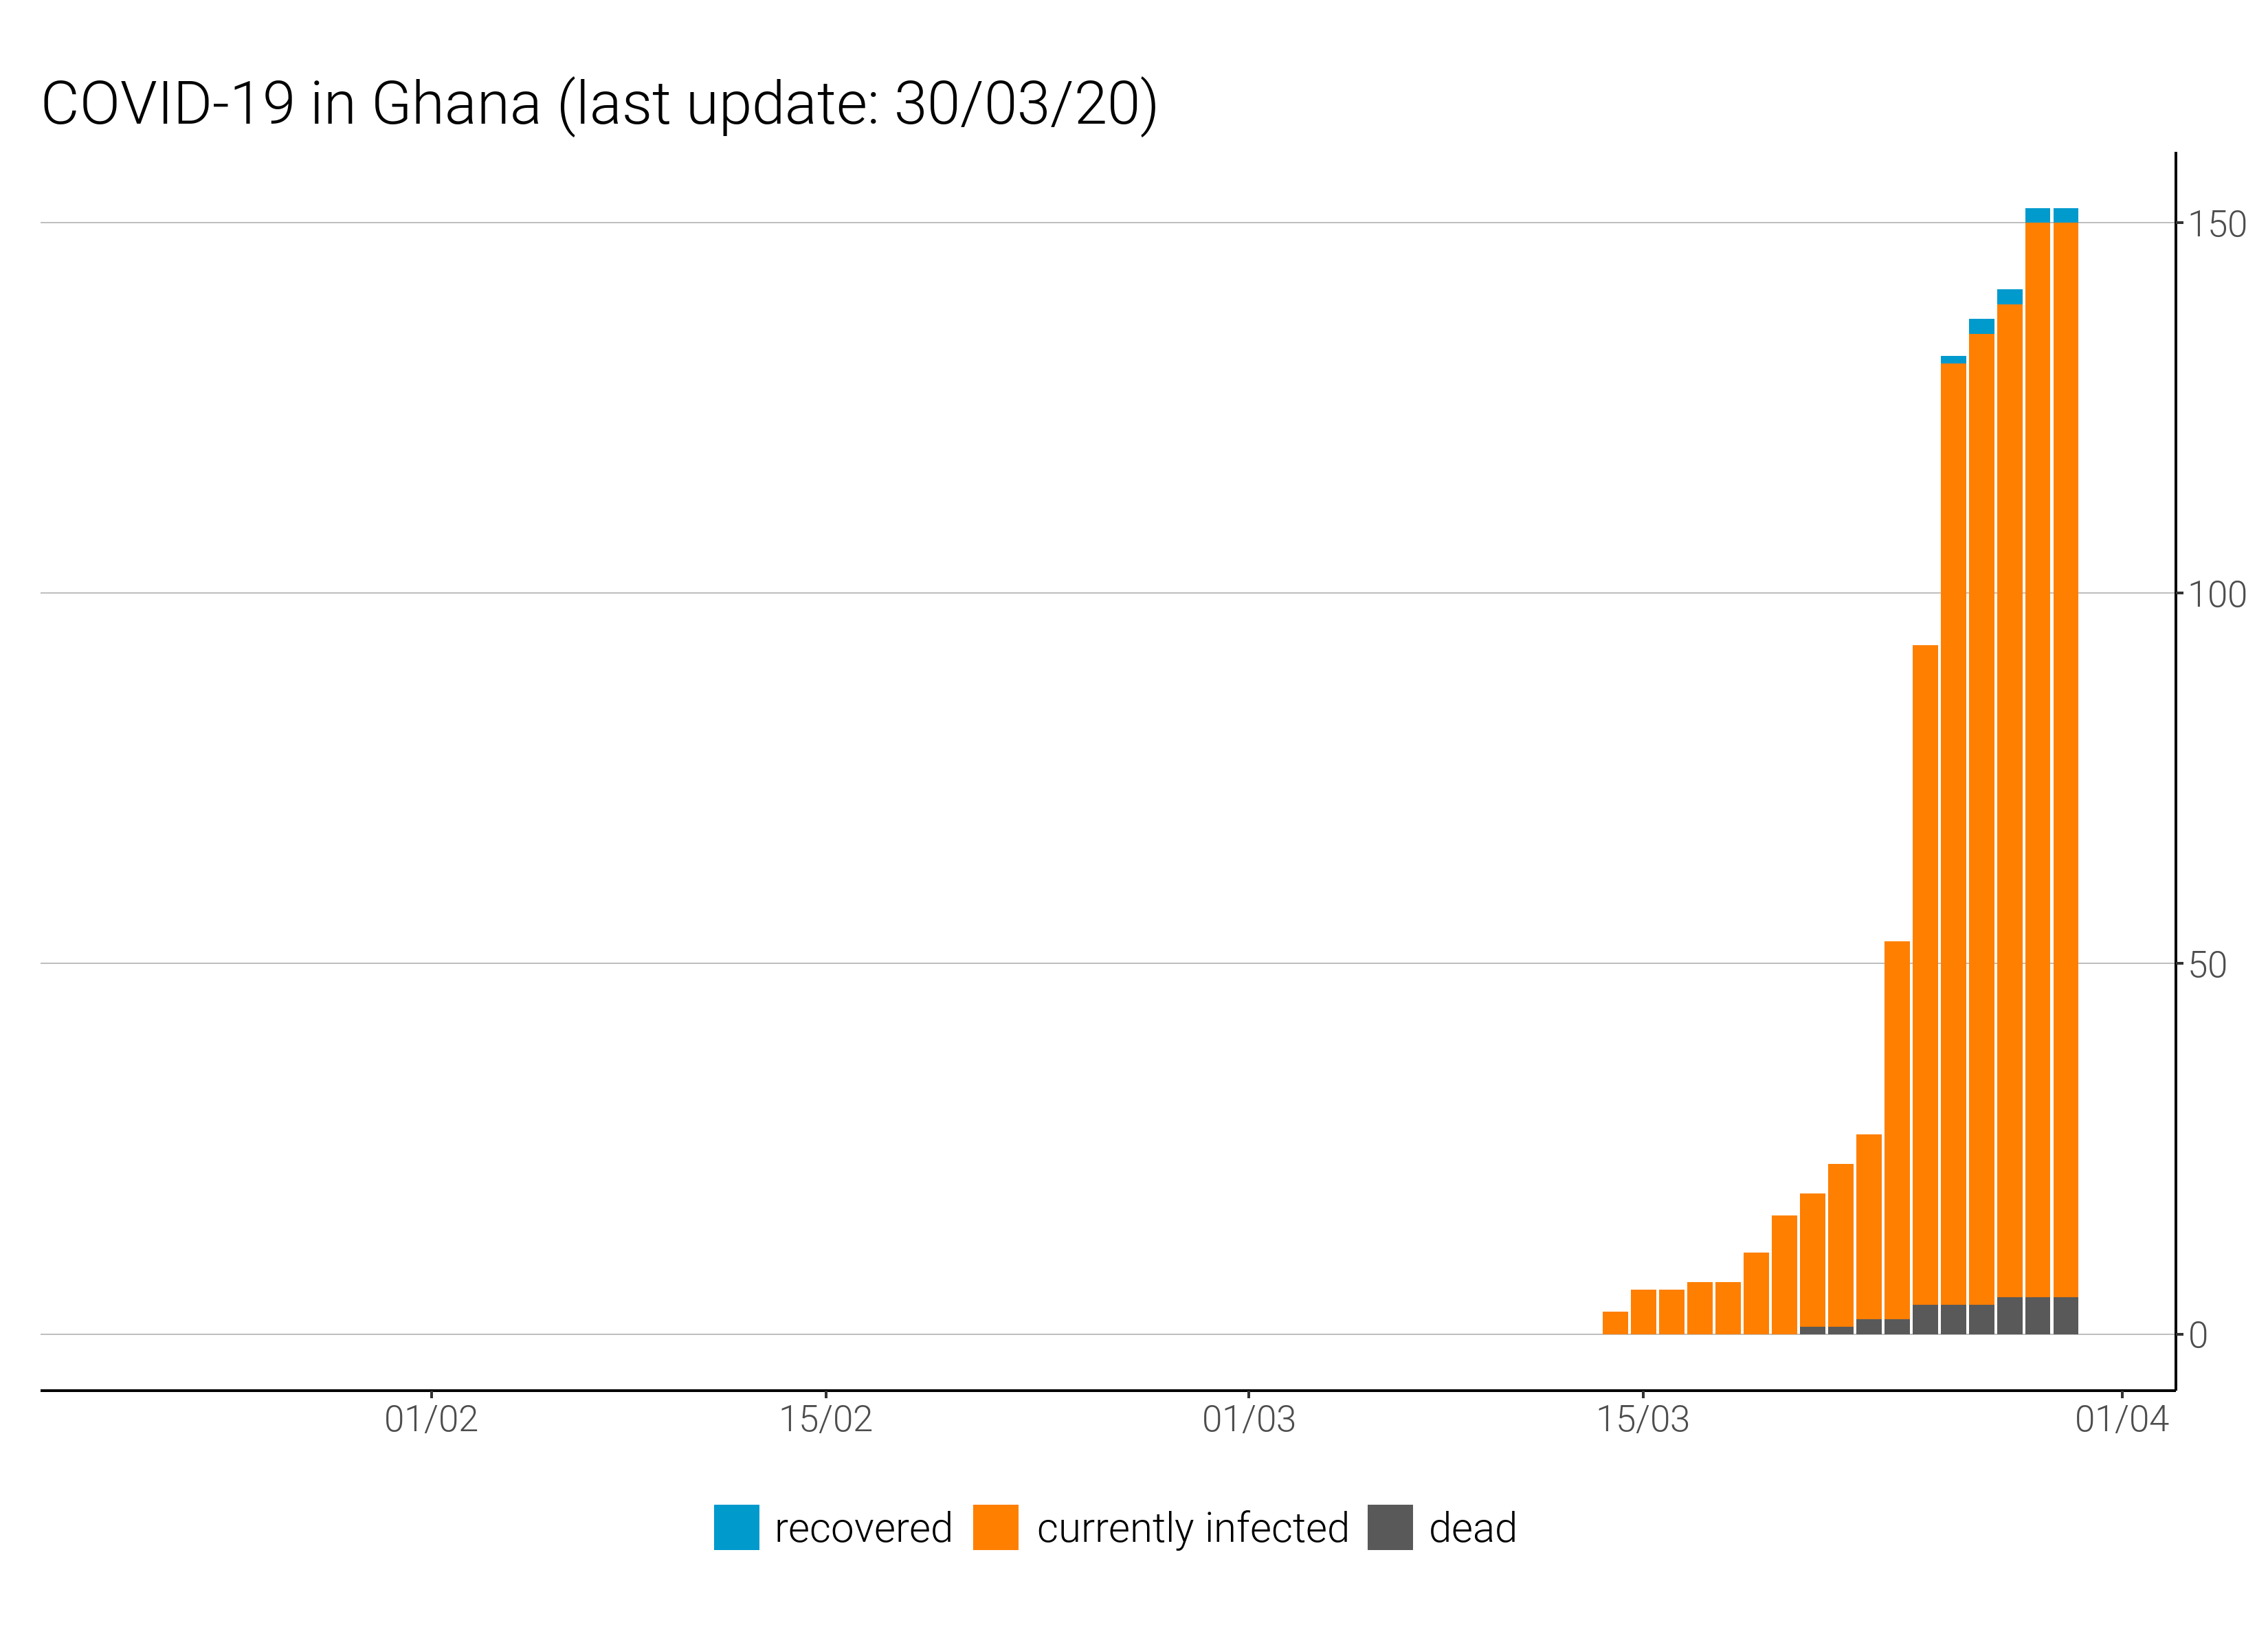 COVID-19 in Ghana (last update: 30/03/20)
150
100
50
0
01/02 15/02 01/03 15/03 01/04
recovered currently infected dead